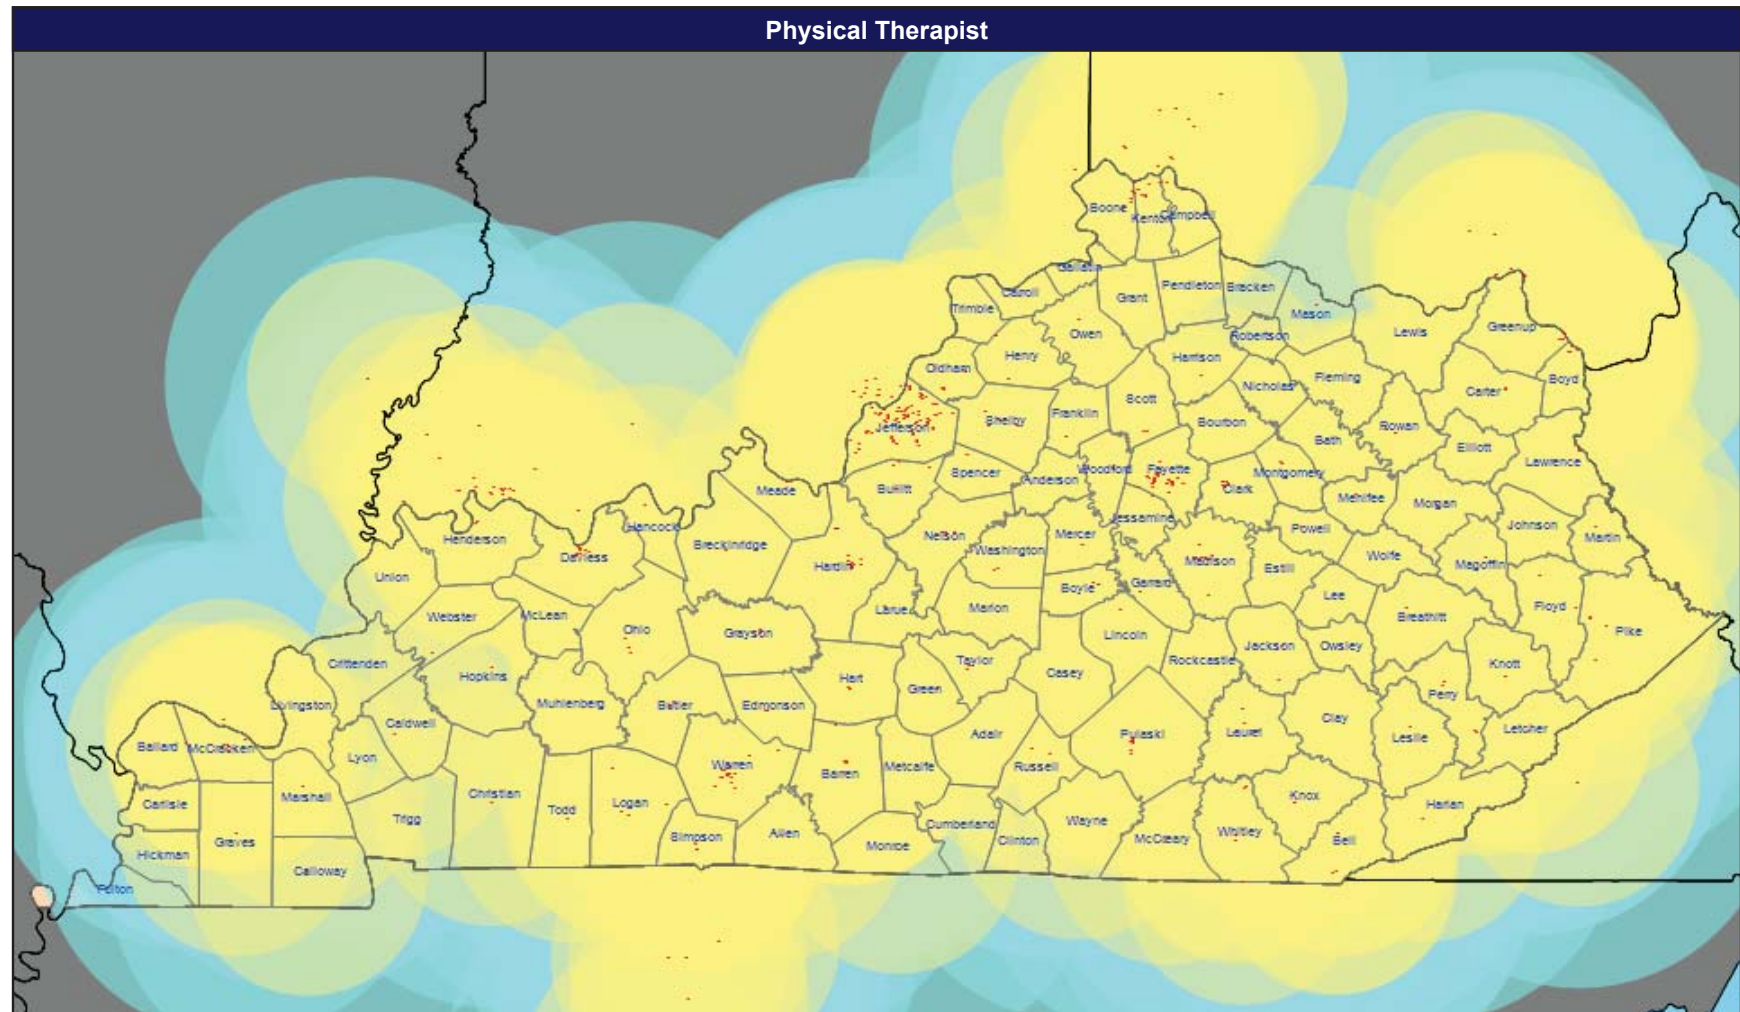 Physical Therapist
Boone
Kenton
Campbell
Gallatin
Carroll
Trimble
Grant
Pendleton
Bracken
Mason
Owen
Robertson
Lewis
Greenup
Henry
Oldham
Harrison
Nicholas
Fleming
Carter
Boyd
Scott
Jefferson
Shelby
Franklin
Bourbon
Rowan
Bath
Elliott
Lawrence
Spencer
Anderson
Woodford
Fayette
Clark
Montgomery
Bullitt
Meade
Menifee
Morgan
Jessamine
Johnson
Hancock
Henderson
Daviess
Breckinridge
Nelson
Washington
Mercer
Powell
Martin
Union
Hardin
Madison
Estill
Wolfe
Magoffin
Boyle
Garrard
Lee
Webster
McLean
Larue
Marion
Breathitt
Floyd
Pike
Ohio
Grayson
Lincoln
Jackson
Owsley
Crittenden
Taylor
Casey
Rockcastle
Knott
Hopkins
Hart
Green
Perry
Livingston
Muhlenberg
Butler
Edmonson
Caldwell
Adair
Pulaski
Laurel
Clay
Leslie
Letcher
Ballard
McCracken
Lyon
Warren
Barren
Metcalfe
Russell
Carlisle
Marshall
Christian
Todd
Logan
Knox
Harlan
Trigg
Simpson
Allen
Cumberland
Wayne
Graves
Monroe
Clinton
McCreary
Whitley
Bell
Hickman
Calloway
Fulton